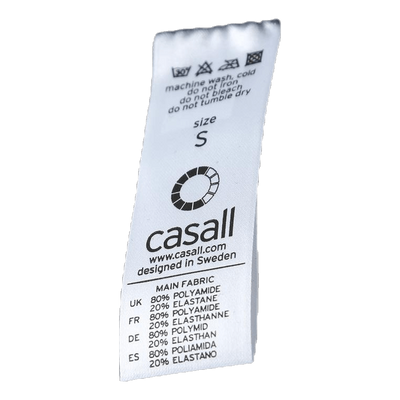 machine wash, cold
do not iron
do not bleach
do not tumble dry
size
S
casall
www.casall.com
designed in Sweden
MAIN FABRIC
UK 80% POLYAMIDE
20% ELASTANE
FR 80% POLYAMIDE
20% ELASTHANNE
DE 80% POLYMID
20% ELASTHAN
ES 80% POLIAMIDA
20% ELASTANO